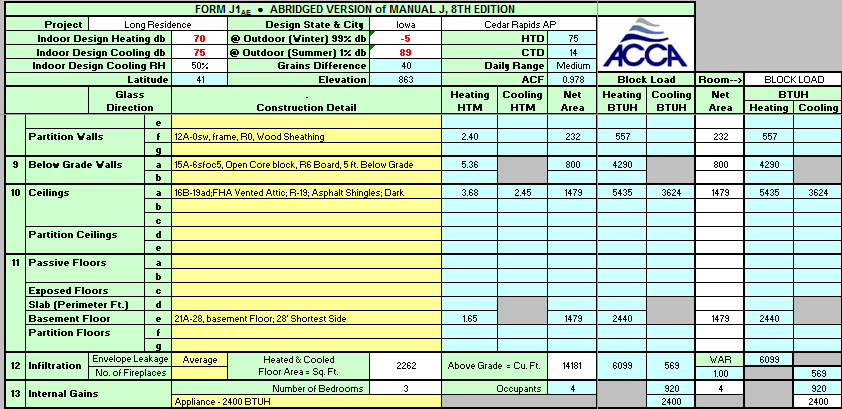 FORM J1AE ● ABRIDGED VERSION of MANUAL J, 8TH EDITION
Project Long Residence Design State & City Iowa Cedar Rapids AP
Indoor Design Heating db 70 @ Outdoor (Winter) 99% db -5 HTD 75
Indoor Design Cooling db 75 @ Outdoor (Summer) 1% db 89 CTD 14
Indoor Design Cooling RH 50% Grains Difference 40 Daily Range Medium
ACCA
Latitude 41 Elevation 863 ACF 0.978 Block Load Room--> BLOCK LOAD
Glass . Heating Cooling Net Heating Cooling Net BTUH
Direction Construction Detail HTM HTM Area BTUH BTUH Area Heating Cooling
e
Partition Walls f 12A-0sw, frame, R0, Wood Sheathing 2.40 232 557 232 557
g
9 Below Grade Walls a 15A-6sfoc5, Open Core block, R6 Board, 5 ft. Below Grade 5.36 800 4290 800 4290
b
10 Ceilings a 16B-19ad;FHA Vented Attic; R-19; Asphalt Shingles; Dark 3.68 2.45 1479 5435 3624 1479 5435 3624
b
c
Partition Ceilings d
e
11 Passive Floors a
b
Exposed Floors c
Slab (Perimeter Ft.) d
Basement Floor e 21A-28, basement Floor; 28' Shortest Side 1.65 1479 2440 1479 2440
Partition Floors f
g
12 Infiltration Envelope Leakage Average Heated & Cooled 2262 Above Grade = Cu. Ft. 14181 6099 569 WAR 6099
No. of Fireplaces Floor Area = Sq. Ft. 1.00 569
13 Internal Gains Number of Bedrooms 3 Occupants 4 920 4 920
Appliance - 2400 BTUH 2400 2400